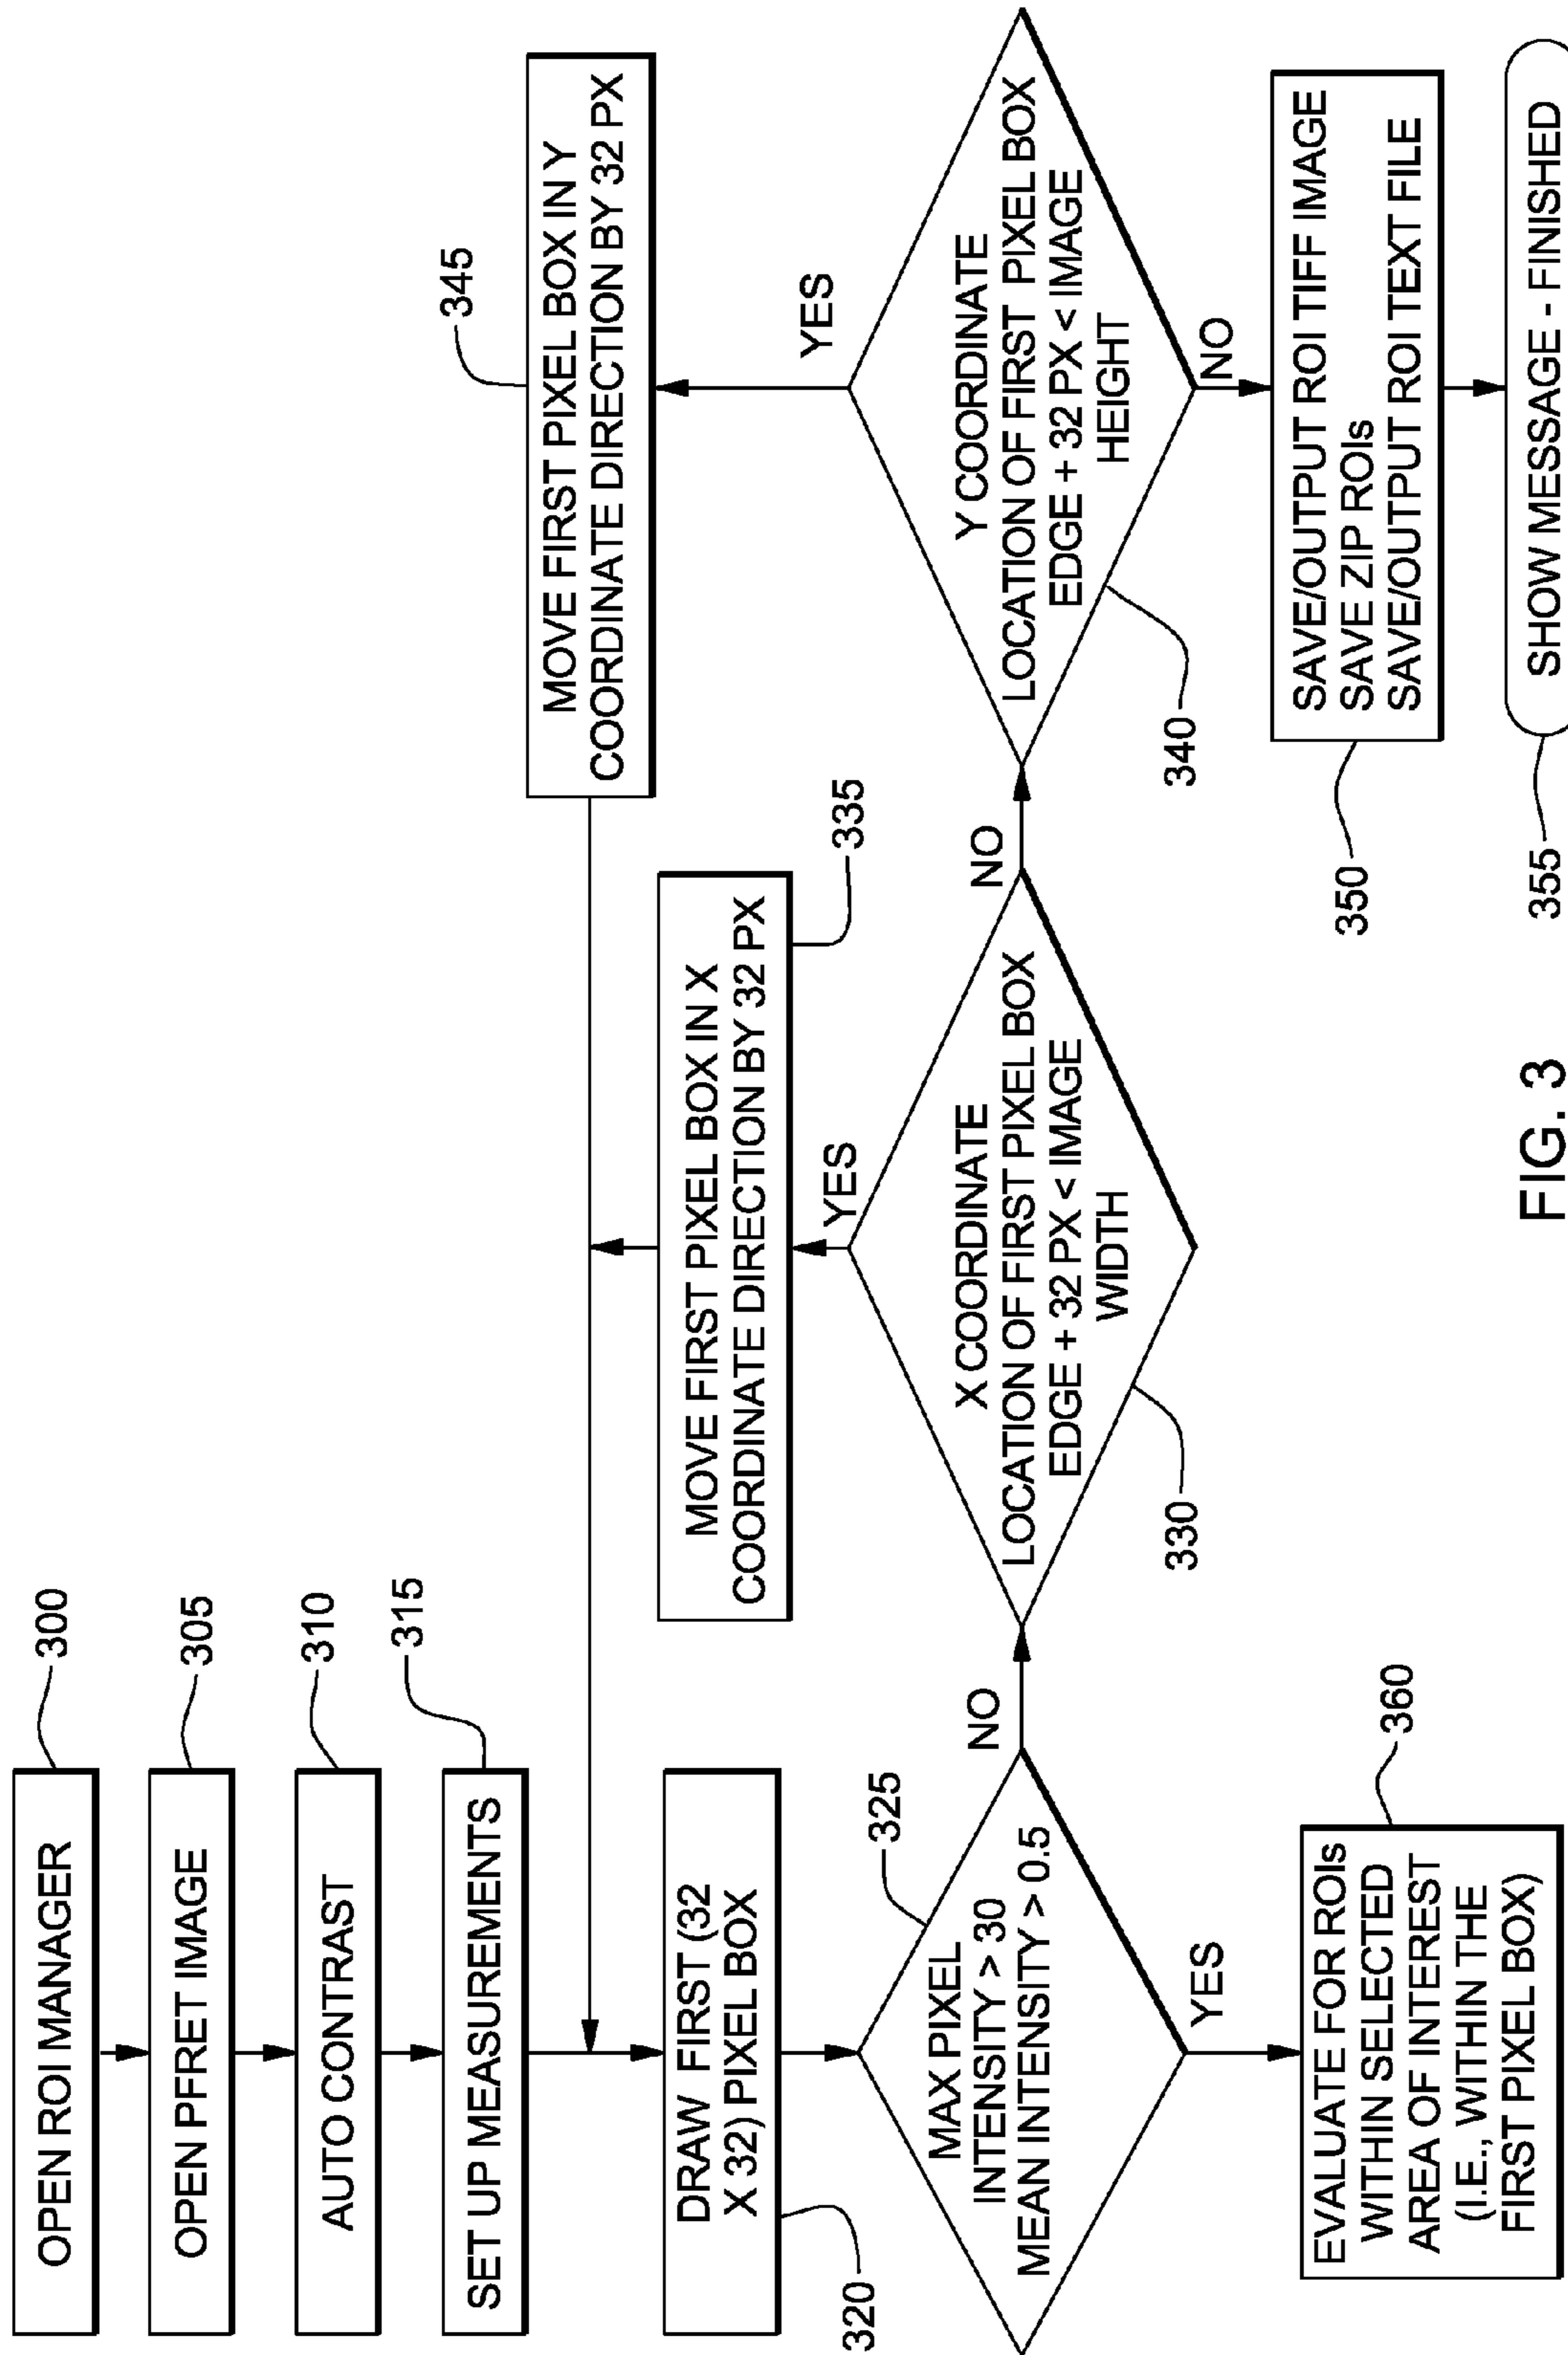 OPEN ROI MANAGER
300
OPEN PFRET IMAGE
305
AUTO CONTRAST
310
SET UP MEASUREMENTS
315
DRAW FIRST (32
X 32) PIXEL BOX
320
MAX PIXEL
INTENSITY > 30
MEAN INTENSITY > 0.5
325
NO
YES
EVALUATE FOR ROIs
WITHIN SELECTED
AREA OF INTEREST
(I.E., WITHIN THE
FIRST PIXEL BOX)
360
X COORDINATE
LOCATION OF FIRST PIXEL BOX
EDGE + 32 PX < IMAGE
WIDTH
330
YES
NO
MOVE FIRST PIXEL BOX IN X
COORDINATE DIRECTION BY 32 PX
335
Y COORDINATE
LOCATION OF FIRST PIXEL BOX
EDGE + 32 PX < IMAGE
HEIGHT
340
YES
NO
MOVE FIRST PIXEL BOX IN Y
COORDINATE DIRECTION BY 32 PX
345
SAVE/OUTPUT ROI TIFF IMAGE
SAVE ZIP ROIs
SAVE/OUTPUT ROI TEXT FILE
350
SHOW MESSAGE - FINISHED
355
FIG. 3